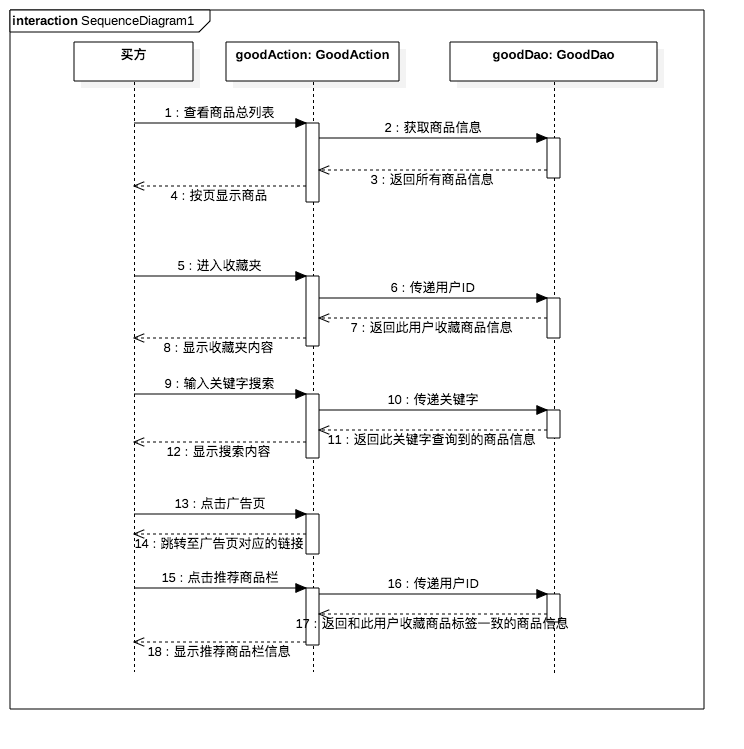 interaction SequenceDiagram1
买方
goodAction: GoodAction
goodDao: GoodDao
1 : 查看商品总列表
2 : 获取商品信息
3 : 返回所有商品信息
4 : 按页显示商品
5 : 进入收藏夹
6 : 传递用户ID
7 : 返回此用户收藏商品信息
8 : 显示收藏夹内容
9 : 输入关键字搜索
10 : 传递关键字
11 : 返回此关键字查询到的商品信息
12 : 显示搜索内容
13 : 点击广告页
14 : 跳转至广告页对应的链接
15 : 点击推荐商品栏
16 : 传递用户ID
17 : 返回和此用户收藏商品标签一致的商品信息
18 : 显示推荐商品栏信息